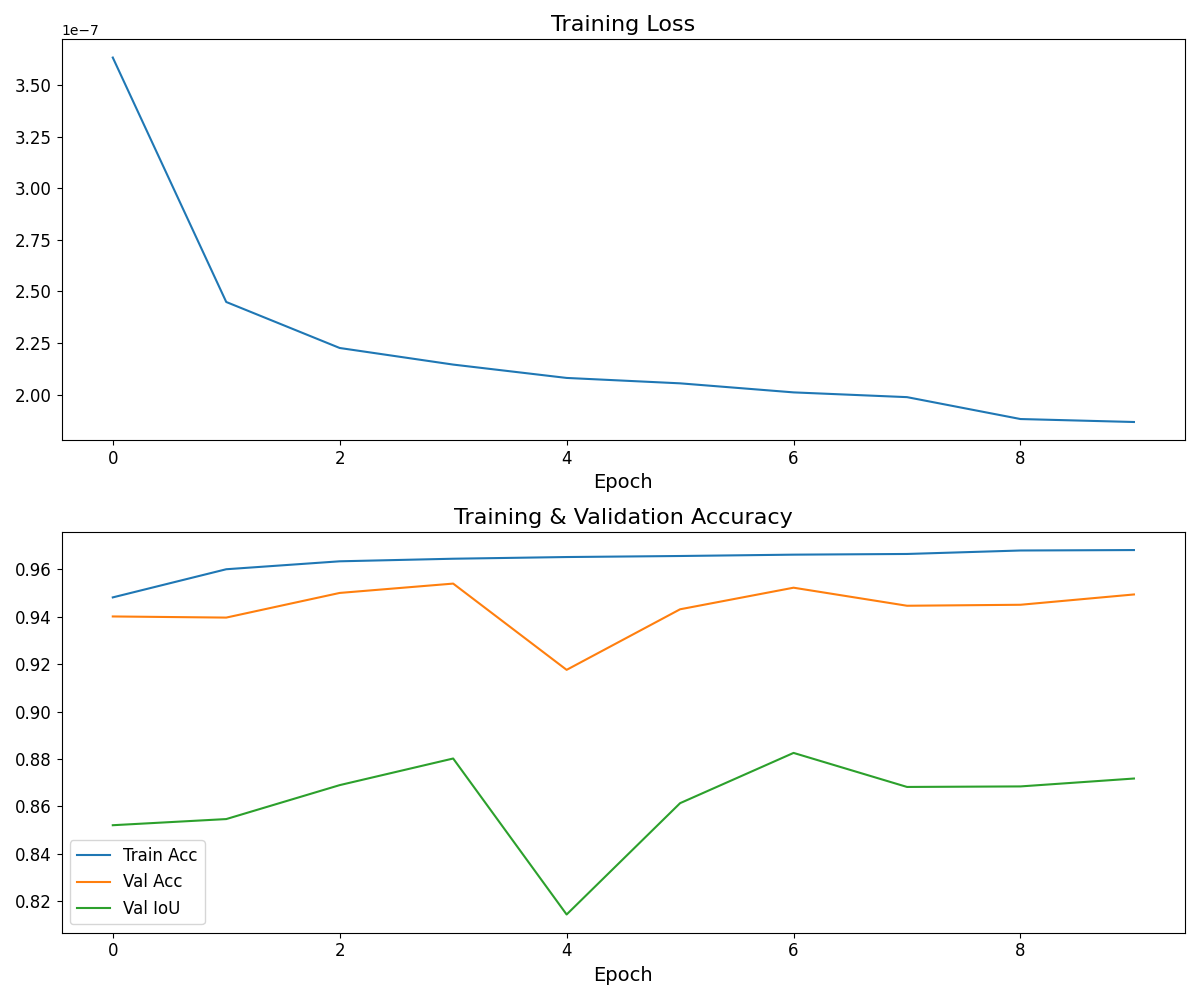 Training Loss
1e−7
3.50
3.25
3.00
2.75
2.50
2.25
2.00
0 2 4 6 8
Epoch
Training & Validation Accuracy
0.96
0.94
0.92
0.90
0.88
0.86
0.84
0.82
Train Acc
Val Acc
Val IoU
0 2 4 6 8
Epoch